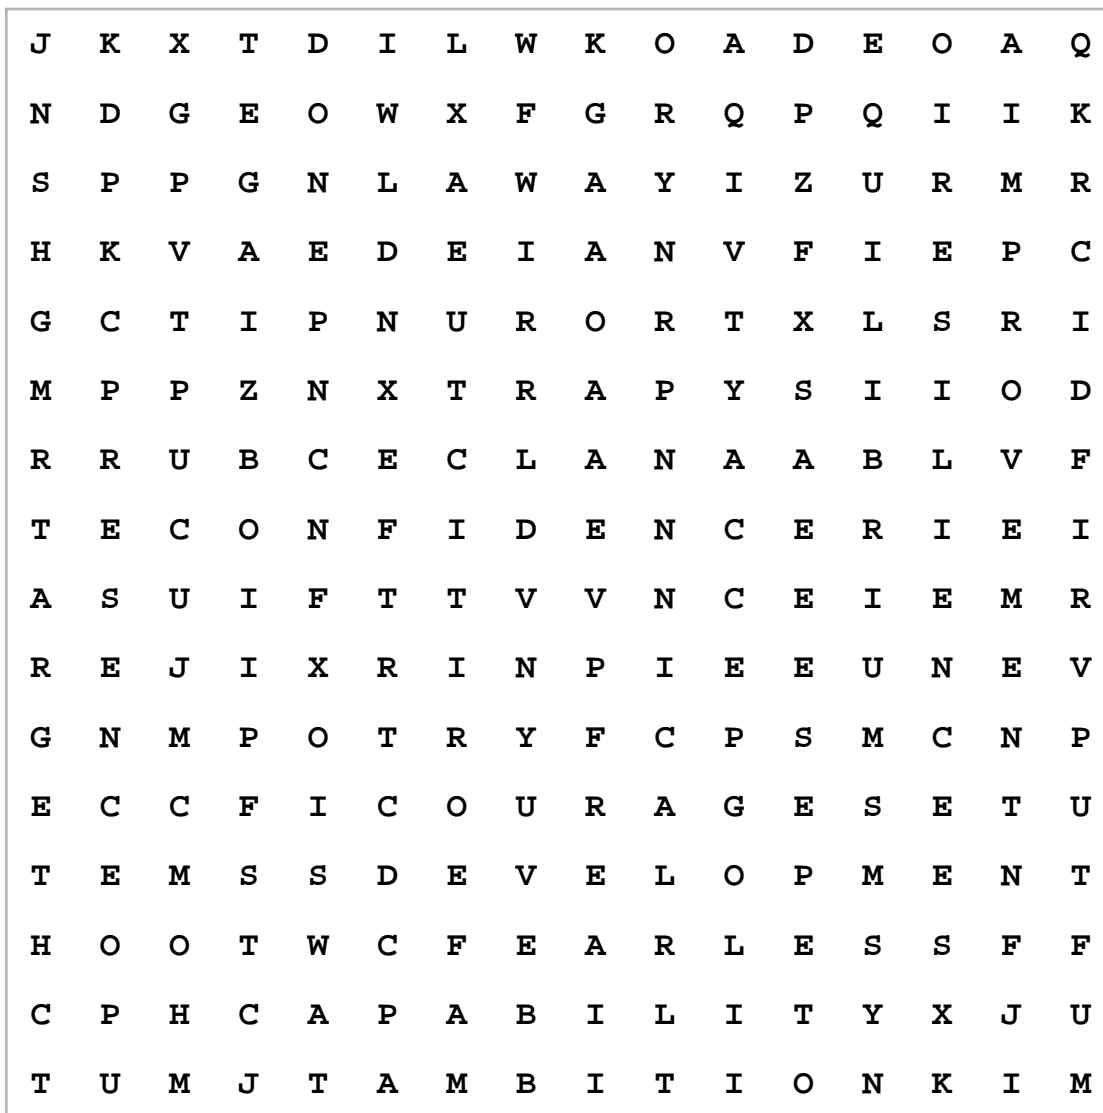 J K X T D I L W K O A D E O A Q
N D G E O W X F G R Q P Q I I K
S P P G N L A W A Y I Z U R M R
H K V A E D E I A N V F I E P C
G C T I P N U R O R T X L S R I
M P P Z N X T R A P Y S I I O D
R R U B C E C L A N A A B L V F
T E C O N F I D E N C E R I E I
A S U I F T T V V N C E I E M R
R E J I X R I N P I E E U N E V
G N M P O T R Y F C P S M C N P
E C C F I C O U R A G E S E T U
T E M S S D E V E L O P M E N T
H O O T W C F E A R L E S S F F
C P H C A P A B I L I T Y X J U
T U M J T A M B I T I O N K I M